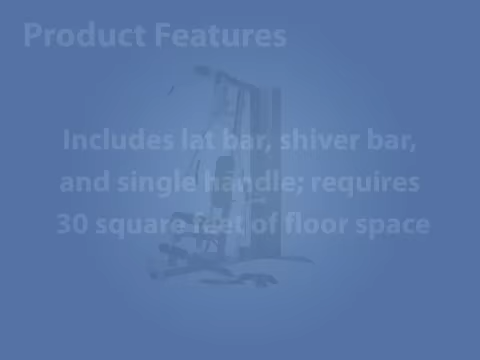 Product Features
Includes lat bar, shiver bar,
and single handle; requires
30 square feet of floor space